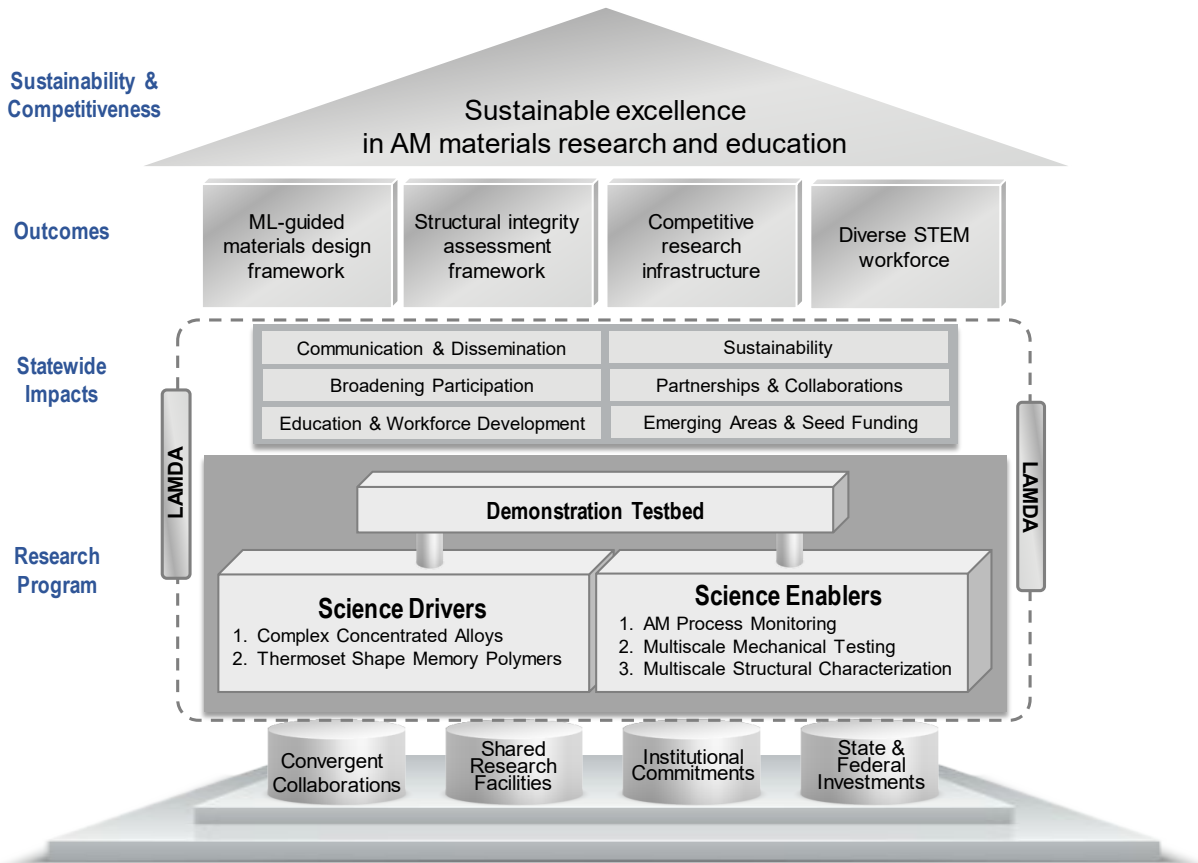 Sustainability &
Competitiveness
Sustainable excellence
in AM materials research and education
Outcomes
ML-guided
materials design
framework
Structural integrity
assessment
framework
Competitive
research
infrastructure
Diverse STEM
workforce
Statewide
Impacts
Communication & Dissemination
Sustainability
Broadening Participation
Partnerships & Collaborations
Education & Workforce Development
Emerging Areas & Seed Funding
LAMDA
LAMDA
Research
Program
Demonstration Testbed
Science Drivers
1. Complex Concentrated Alloys
2. Thermoset Shape Memory Polymers
Science Enablers
1. AM Process Monitoring
2. Multiscale Mechanical Testing
3. Multiscale Structural Characterization
Convergent
Collaborations
Shared
Research
Facilities
Institutional
Commitments
State &
Federal
Investments